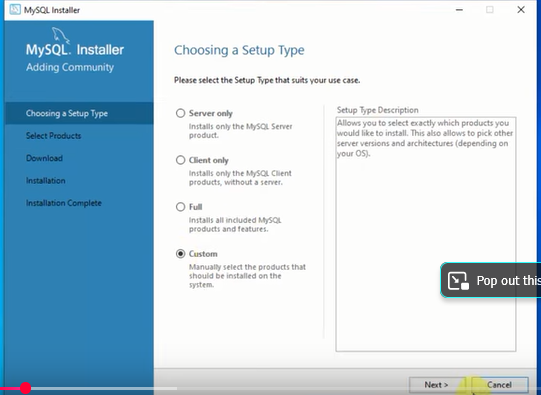 MySQL Installer
MySQL. Installer
Adding Community
Choosing a Setup Type
Select Products
Download
Installation
Installation Complete
Choosing a Setup Type
Please select the Setup Type that suits your use case.
Server only
Installs only the MySQL Server
product.
Client only
Installs only the MySQL Client
products, without a server.
Full
Installs all included MySQL
products and features.
Custom
Manually select the products that
should be installed on the
system.
Setup Type Description
Allows you to select exactly which products you
would like to install. This also allows to pick other
server versions and architectures (depending on
your OS).
Pop out this
Next >
Cancel